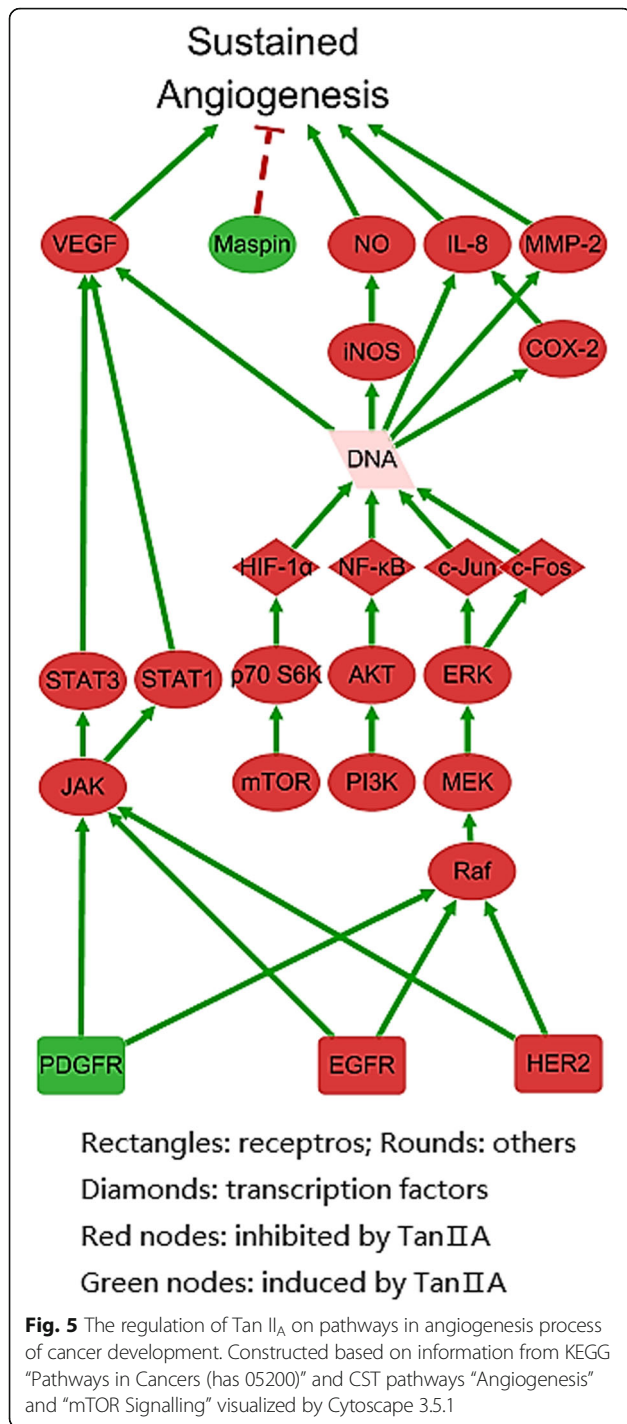 Sustained
Angiogenesis
VEGF
Maspin
NO
IL-8
MMP-2
iNOS
COX-2
DNA
HIF-1α
NF-κB
c-Jun
c-Fos
STAT3
STAT1
p70 S6K
AKT
ERK
JAK
mTOR
PI3K
MEK
Raf
PDGFR
EGFR
HER2
Rectangles: receptros; Rounds: others
Diamonds: transcription factors
Red nodes: inhibited by TanⅡA
Green nodes: induced by TanⅡA
Fig. 5 The regulation of Tan IIA on pathways in angiogenesis process
of cancer development. Constructed based on information from KEGG
“Pathways in Cancers (has 05200)” and CST pathways “Angiogenesis”
and “mTOR Signalling” visualized by Cytoscape 3.5.1